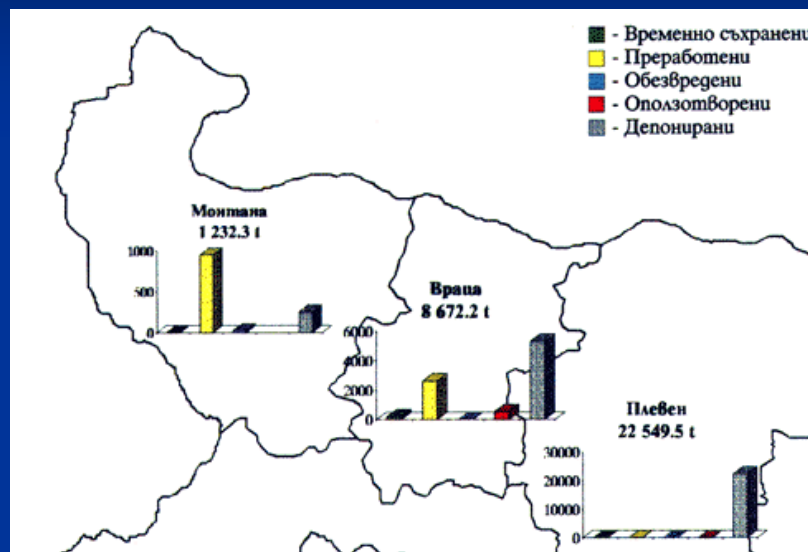 - Временно съхранени
- Преработени
- Обезвредени
- Оползотворени
- Депонирани
Монтана
1 232.3 t
1000
500
0
Враца
8 672.2 t
6000
4000
2000
0
Плевен
22 549.5 t
30000
20000
10000
0